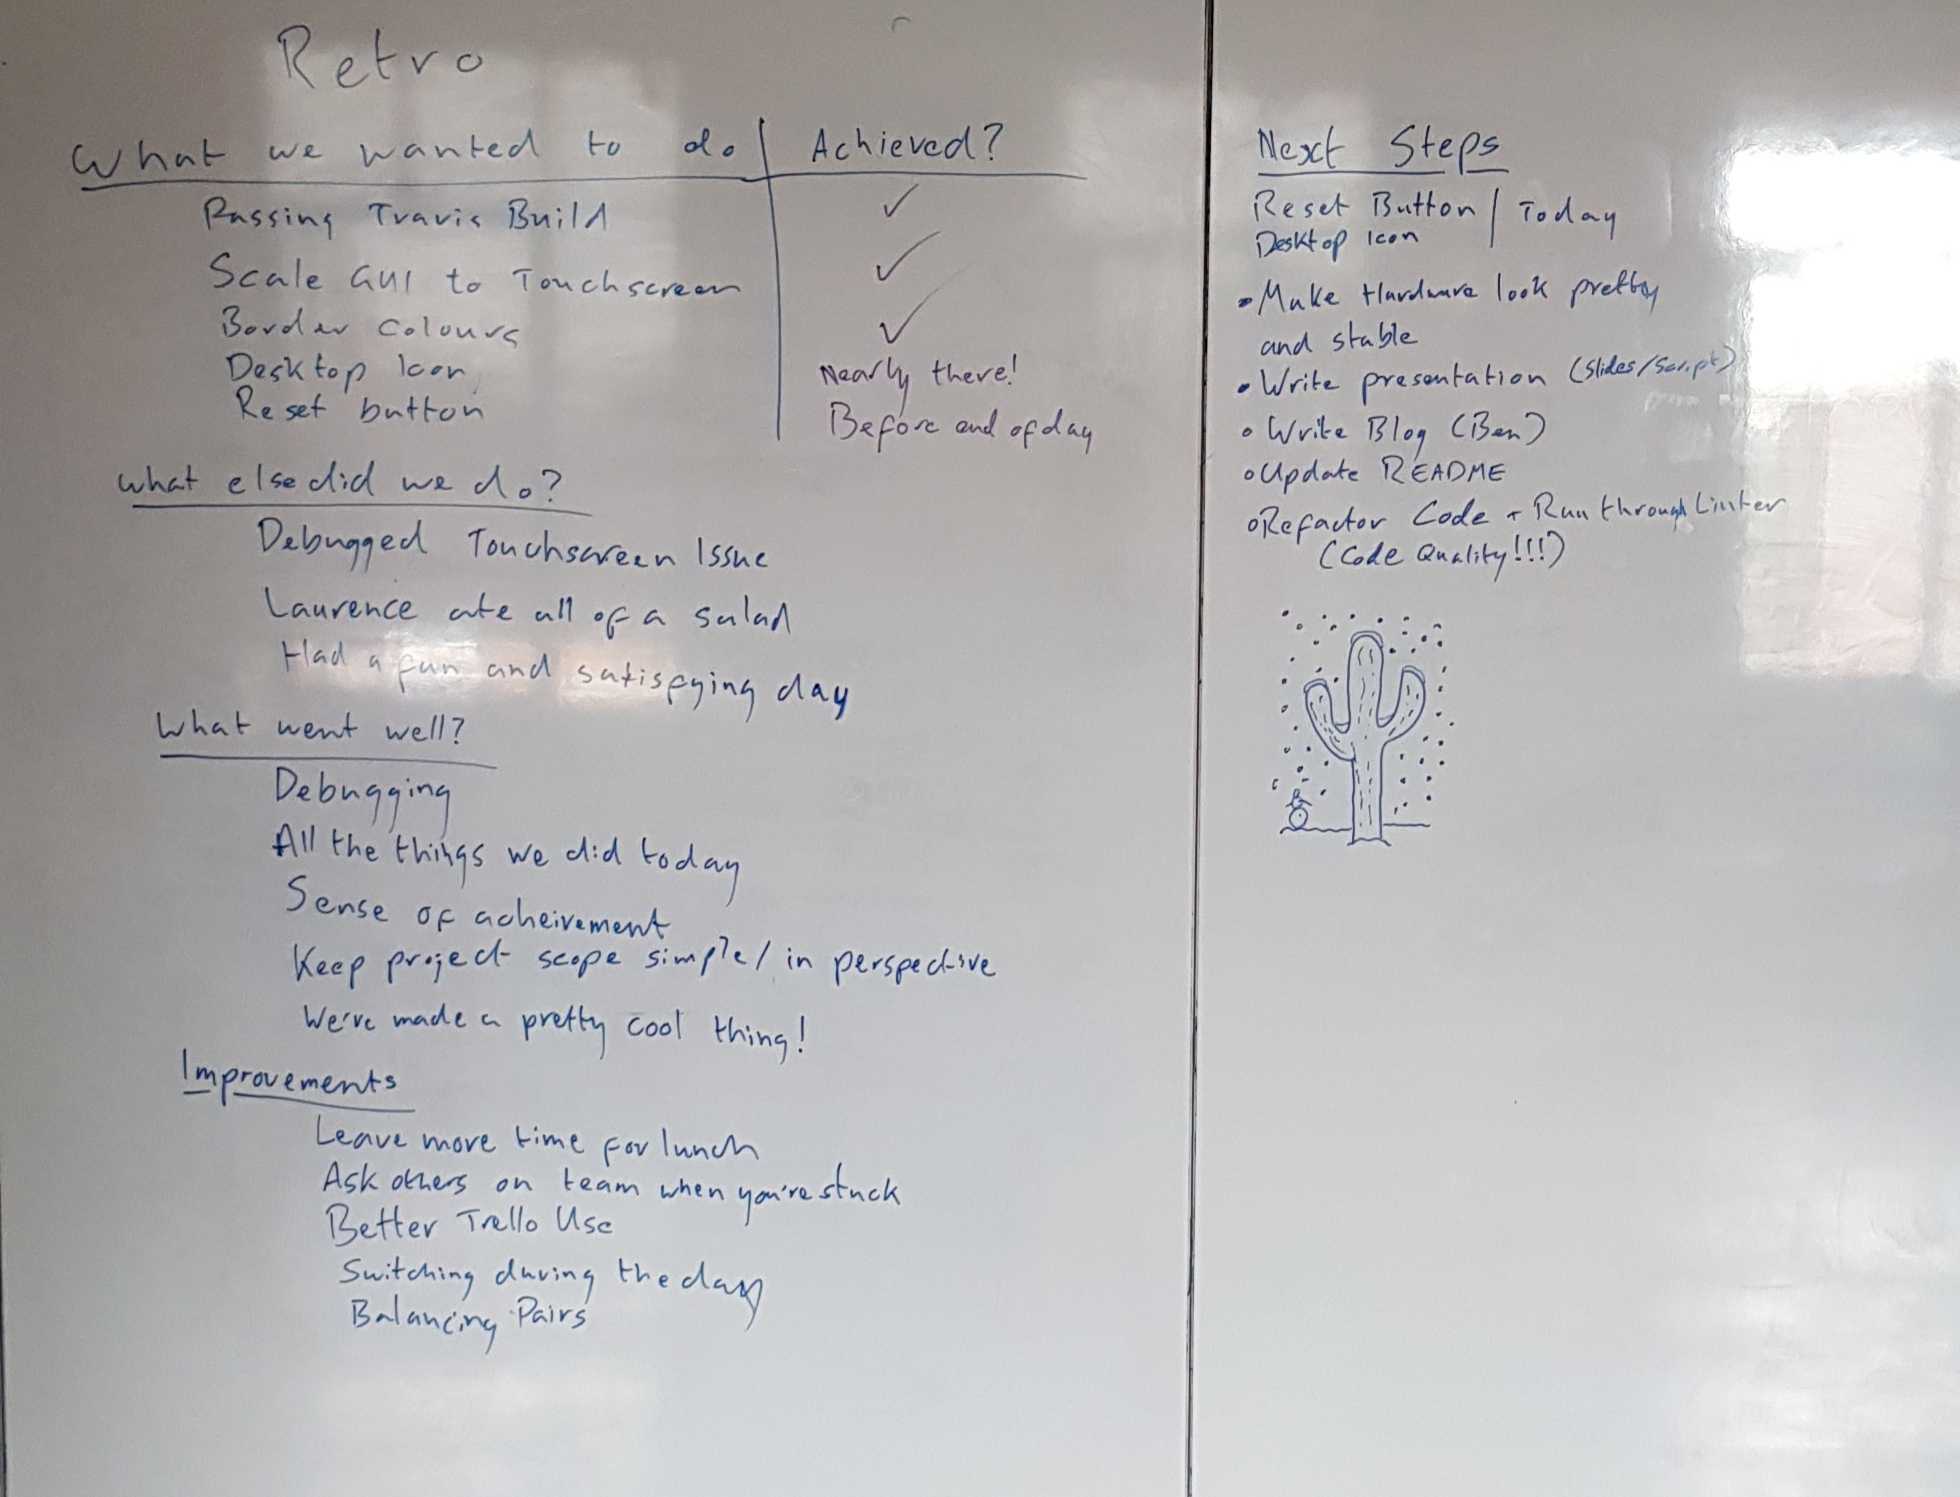 Retro
What we wanted to do | Achieved?
Passing Travis Build ✓
Scale GUI to Touchscreen ✓
Border Colours ✓
Desktop Icon Nearly there!
Reset button Before end of day
What else did we do?
Debugged Touchscreen Issue
Laurence ate all of a salad
Had a fun and satisfying day
What went well?
Debugging
All the things we did today
Sense of acheivement
Keep project scope simple / in perspective
We've made a pretty cool thing!
Improvements
Leave more time for lunch
Ask others on team when you're stuck
Better Trello Use
Switching during the day
Balancing Pairs
Next Steps
Reset Button | Today
Desktop Icon
• Make Hardware look pretty
and stable
• Write presentation (Slides/Script)
• Write Blog (Ben)
• Update README
• Refactor Code + Run through Linter
(Code Quality!!!)